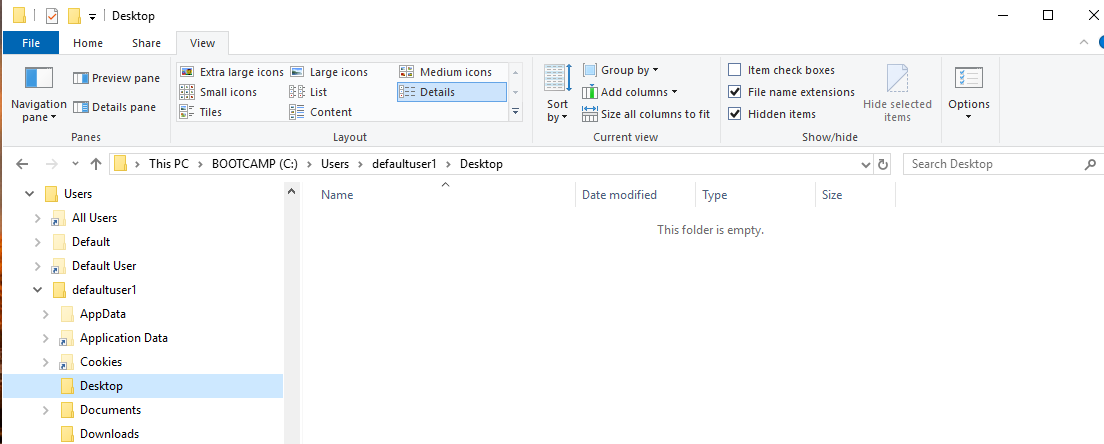 Desktop
File Home Share View
Navigation pane
Preview pane
Details pane
Panes
Extra large icons Large icons Medium icons
Small icons List Details
Tiles Content
Layout
Sort by
Group by
Add columns
Size all columns to fit
Current view
Item check boxes
File name extensions
Hidden items
Hide selected items
Show/hide
Options
This PC BOOTCAMP (C:) Users defaultuser1 Desktop
Search Desktop
Users
All Users
Default
Default User
defaultuser1
AppData
Application Data
Cookies
Desktop
Documents
Downloads
Name Date modified Type Size
This folder is empty.